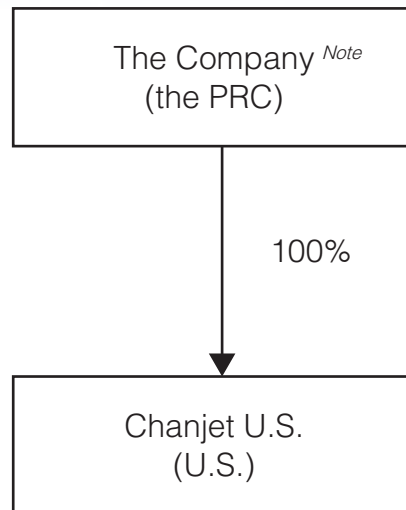 The Company Note
(the PRC)
100%
Chanjet U.S.
(U.S.)